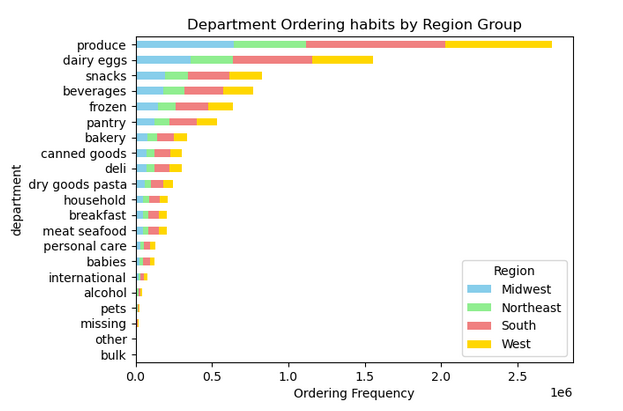 Department Ordering habits by Region Group
department
produce
dairy eggs
snacks
beverages
frozen
pantry
bakery
canned goods
deli
dry goods pasta
household
breakfast
meat seafood
personal care
babies
international
alcohol
pets
missing
other
bulk
Region
Midwest
Northeast
South
West
0.0 0.5 1.0 1.5 2.0 2.5
1e6
Ordering Frequency